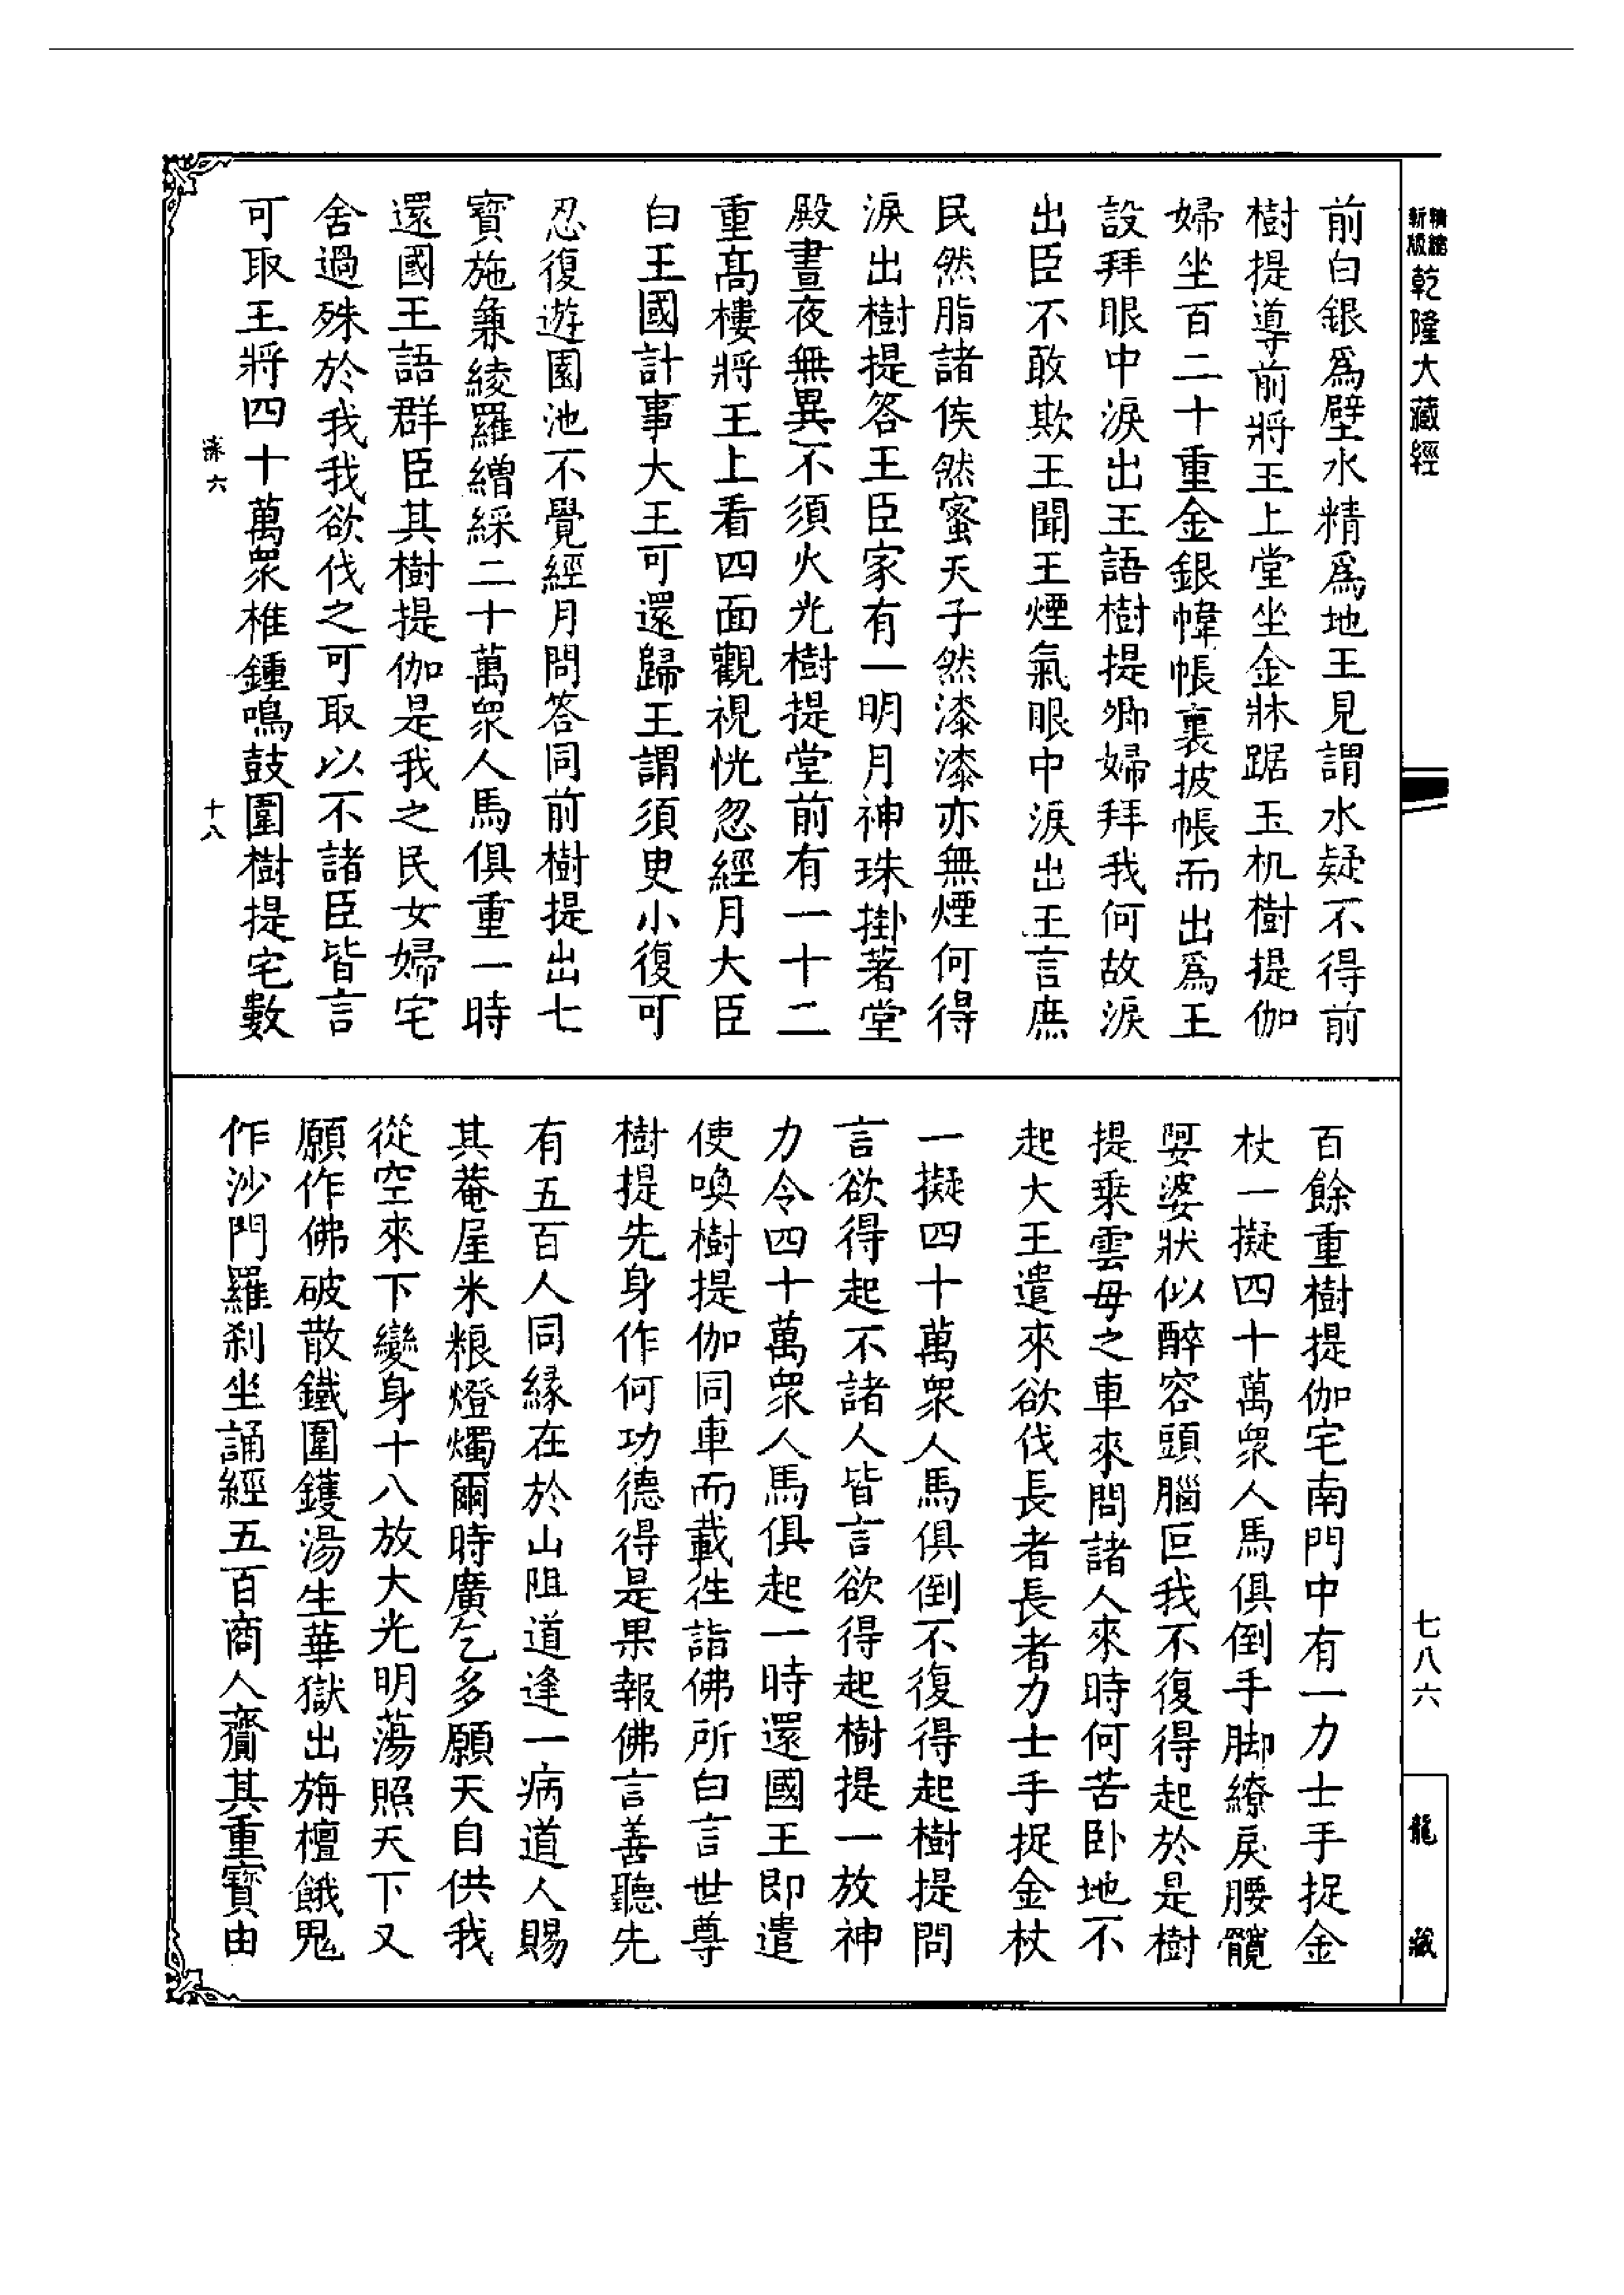 精縮
新版
乾隆大藏經
前白銀為壁水精為地王見謂水疑不得前
樹提導前將王上堂坐金牀踞玉机樹提伽
婦坐百二十重金銀幃帳裏披帳而出為王
設拜眼中淚出王語樹提卿婦拜我何故淚
出臣不敢欺王聞王煙氣眼中淚出王言庶
民然脂諸侯然蜜天子然漆漆亦無煙何得
淚出樹提答王臣家有一明月神珠掛著堂
殿晝夜無異不須火光樹提堂前有一十二
重高樓將王上看四面觀視恍忽經月大臣
白王國計事大王可還歸王謂須臾小復可
忍復遊園池不覺經月問答同前樹提出七
寶施兼綾羅繒綵二十萬眾人馬俱重一時
還國王語群臣其樹提伽是我之民女婦宅
舍過殊於我我欲伐之可取以不諸臣皆言
可取王將四十萬眾椎鍾鳴鼓圍樹提宅數
六
十八
百餘重樹提伽宅南門中有一力士手捉金
杖一擬四十萬眾人馬俱倒手脚繚戾腰髖
婴婆狀似醉容頭腦叵我不復得起於是樹
提乗雲母之車來問諸人來時何苦卧地不
起大王遣來欲伐長者長者力士手捉金杖
一擬四十萬眾人馬俱倒不復得起樹提問
言欲得起不諸人皆言欲得起樹提一放神
力令四十萬眾人馬俱起一時還國王即遣
使喚樹提伽同車而載徃詣佛所白言世尊
樹提先身作何功德得是果報佛言善聽先
有五百人同緣在於山阻道逢一病道人賜
其菴屋米粮燈燭爾時廣乞多願天自供我
從空來下變身十八放大光明蕩照天下又
願作佛破散鐵圍鑊湯生華獄出栴檀餓鬼
作沙門羅刹坐誦經五百商人齎其重寶由
七八六
龍藏